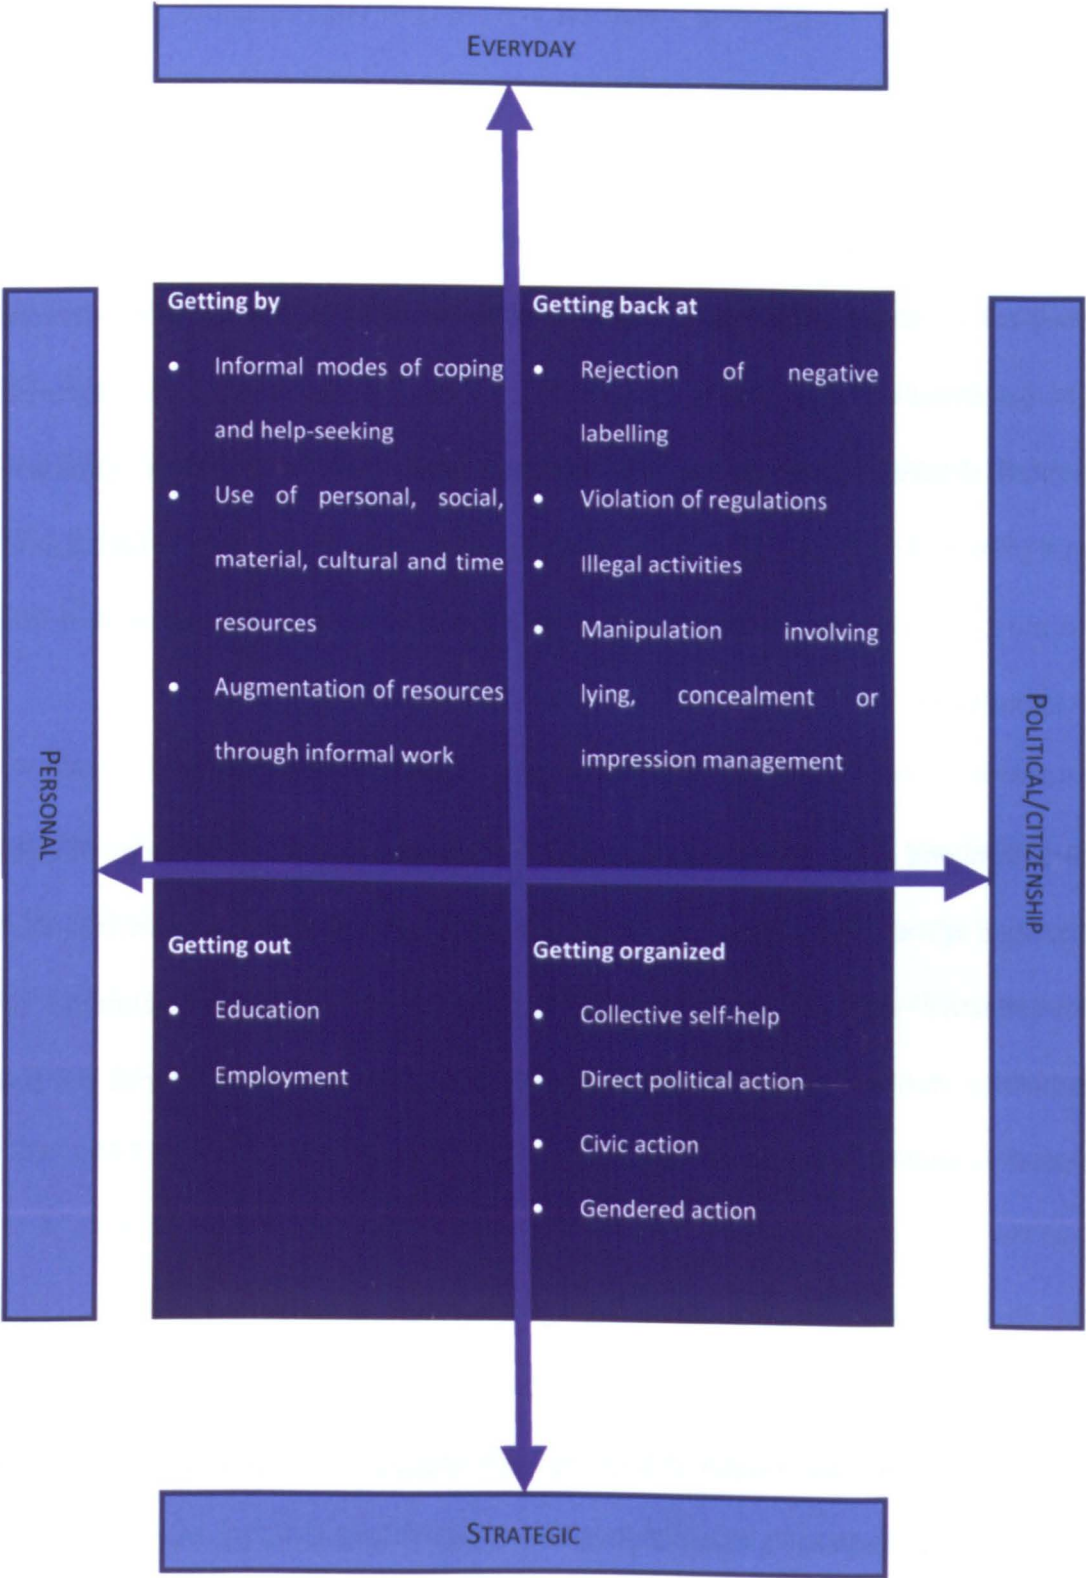 EVERYDAY
Getting by
• Informal modes of coping
and help-seeking
• Use of personal, social,
material, cultural and time
resources
• Augmentation of resources
through informal work
Getting back at
• Rejection of negative
labelling
• Violation of regulations
• Illegal activities
• Manipulation involving
lying, concealment or
impression management
PERSONAL
POLITICAL/CITIZENSHIP
Getting out
• Education
• Employment
Getting organized
• Collective self-help
• Direct political action
• Civic action
• Gendered action
STRATEGIC